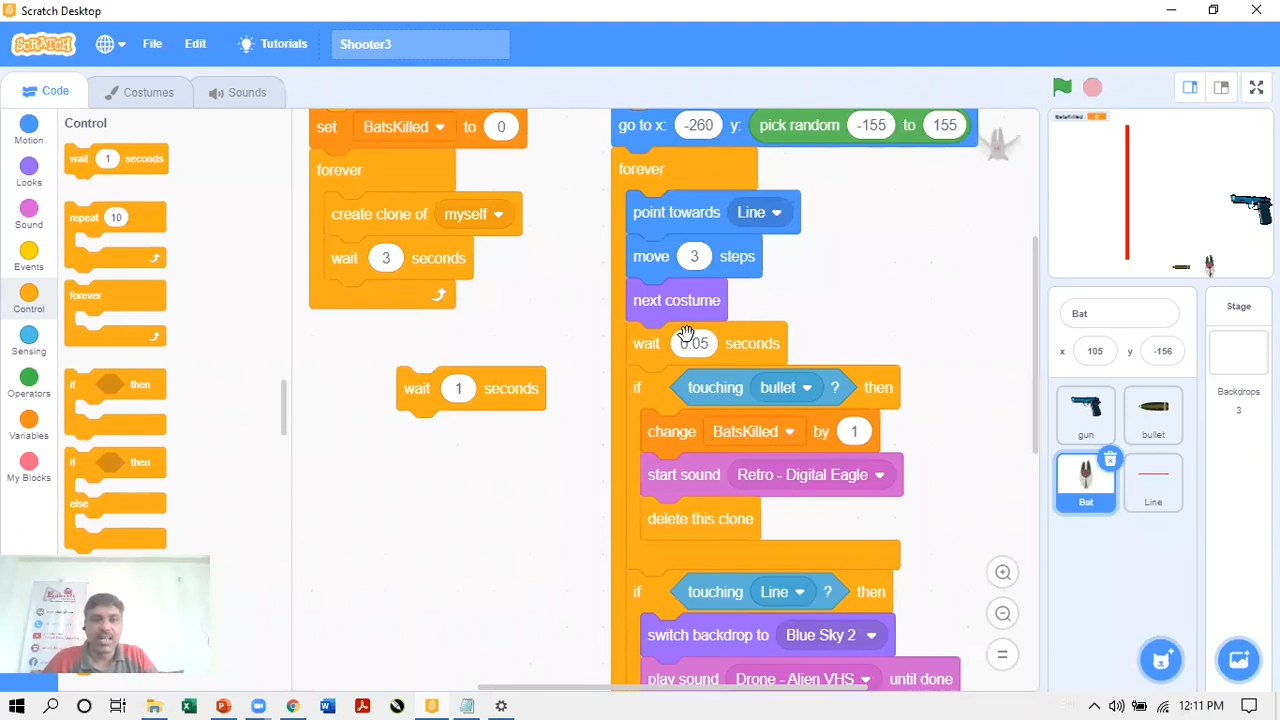 Scratch Desktop
SCRATCH
File
Edit
Tutorials
Shooter3
Code
Costumes
Sounds
Motion
Looks
Sound
Events
Control
Sensing
Operators
Variables
My Blocks
Control
wait 1 seconds
repeat 10
forever
if then
if then
else
set BatsKilled to 0
forever
create clone of myself
wait 3 seconds
wait 1 seconds
go to x: -260 y: pick random -155 to 155
forever
point towards Line
move 3 steps
next costume
wait 0.05 seconds
if touching bullet ? then
change BatsKilled by 1
start sound Retro - Digital Eagle
delete this clone
if touching Line ? then
switch backdrop to Blue Sky 2
play sound Drone - Alien VHS until done
BatsKilled
Bat
x 105 y -156
gun
bullet
Bat
Line
Stage
Backdrops
3
12:11 PM